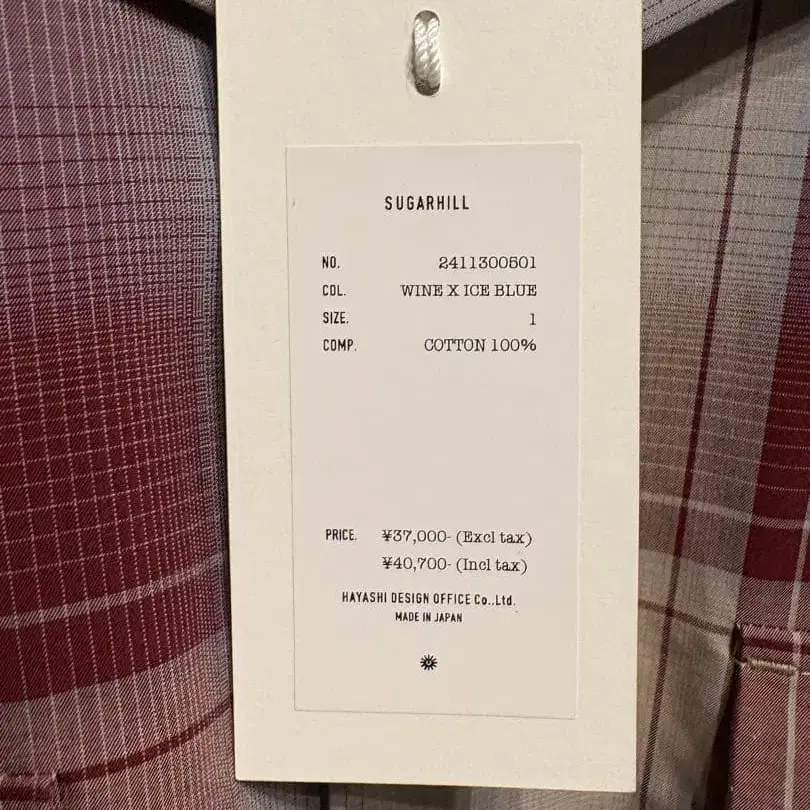 SUGARHILL
NO. 2411300501
COL. WINE X ICE BLUE
SIZE. 1
COMP. COTTON 100%
PRICE. ¥37,000- (Excl tax)
¥40,700- (Incl tax)
HAYASHI DESIGN OFFICE Co.,Ltd.
MADE IN JAPAN